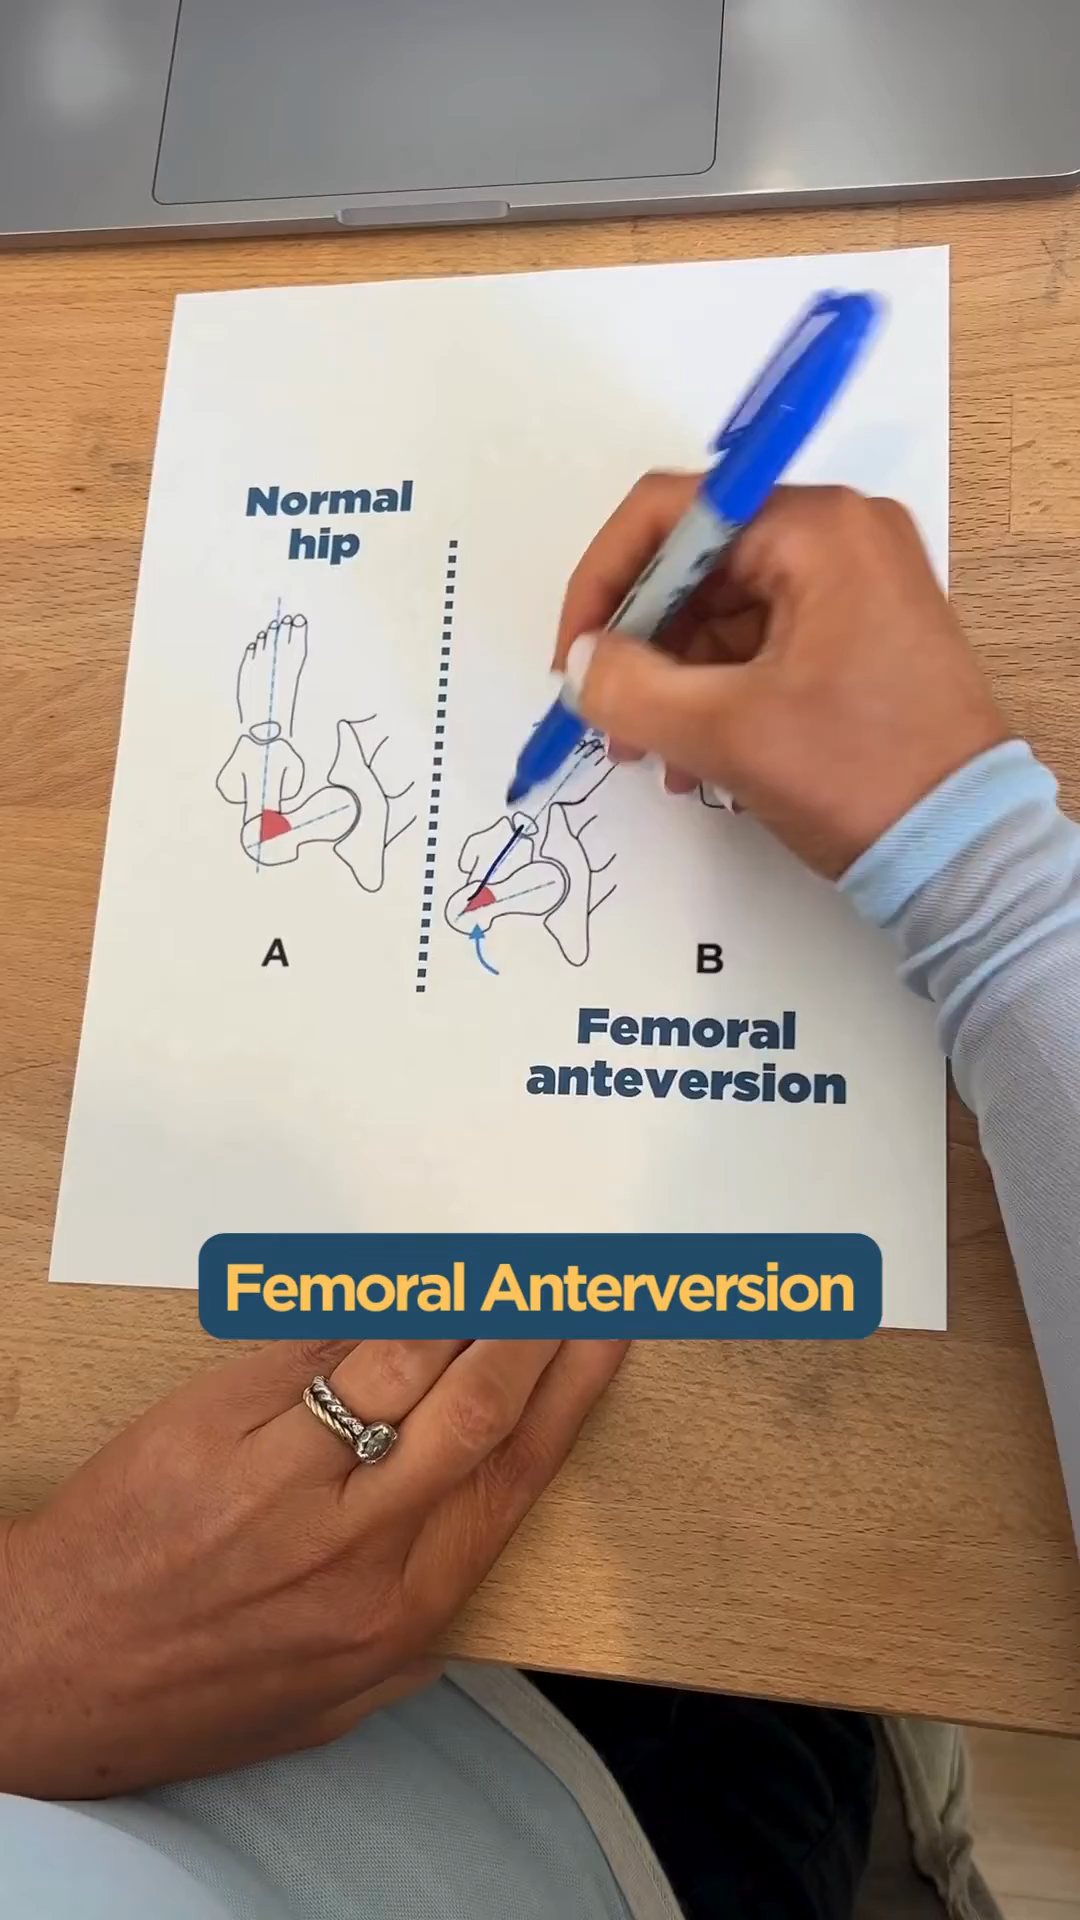 Normal
hip
A
B
Femoral
anteversion
Femoral Anterversion